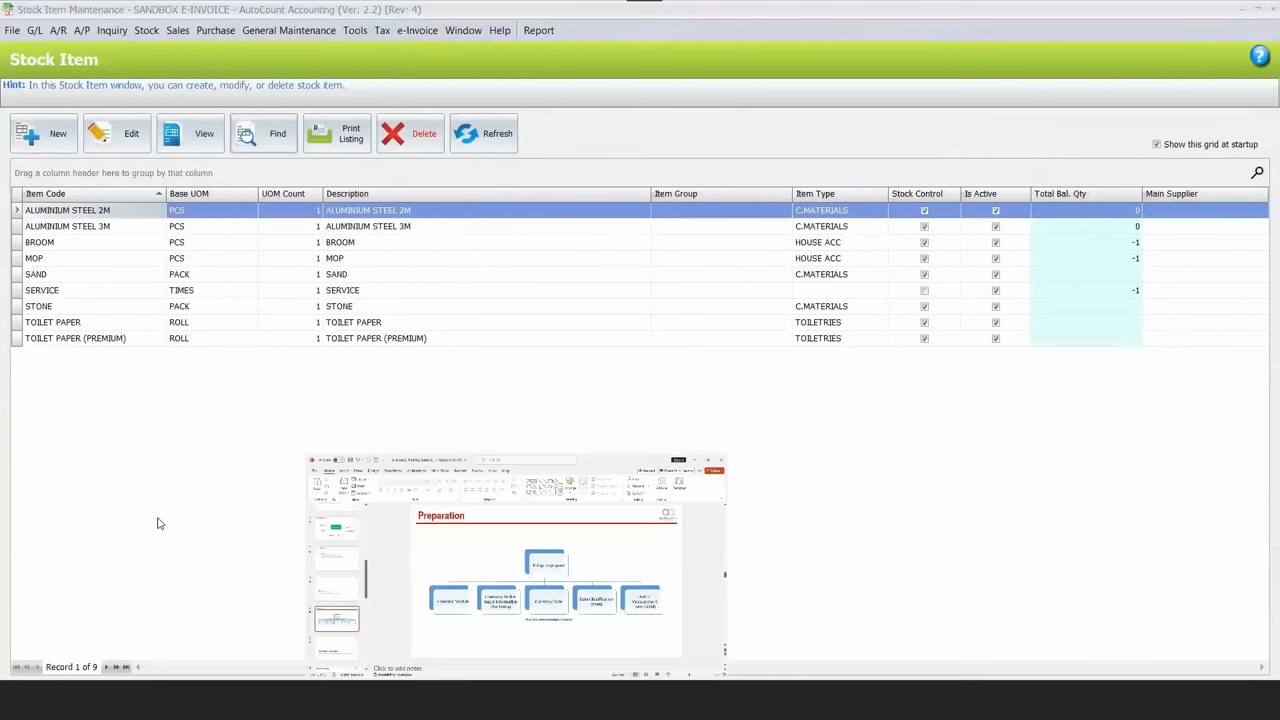 Stock Item Maintenance - SANDBOX E-INVOICE - AutoCount Accounting (Ver: 2.2) (Rev: 4)
File G/L A/R A/P Inquiry Stock Sales Purchase General Maintenance Tools Tax e-Invoice Window Help Report
Stock Item
Hint: In this Stock Item window, you can create, modify, or delete stock item.
New Edit View Find Print Listing Delete Refresh
Show this grid at startup
Drag a column header here to group by that column
Item Code Base UOM UOM Count Description Item Group Item Type Stock Control Is Active Total Bal. Qty Main Supplier
ALUMINIUM STEEL 2M PCS 1 ALUMINIUM STEEL 2M C.MATERIALS 0
ALUMINIUM STEEL 3M PCS 1 ALUMINIUM STEEL 3M C.MATERIALS 0
BROOM PCS 1 BROOM HOUSE ACC -1
MOP PCS 1 MOP HOUSE ACC -1
SAND PACK 1 SAND C.MATERIALS
SERVICE TIMES 1 SERVICE -1
STONE PACK 1 STONE C.MATERIALS
TOILET PAPER ROLL 1 TOILET PAPER TOILETRIES
TOILET PAPER (PREMIUM) ROLL 1 TOILET PAPER (PREMIUM) TOILETRIES
Preparation
Currency Code
Data Classification
Click to add notes
Record 1 of 9